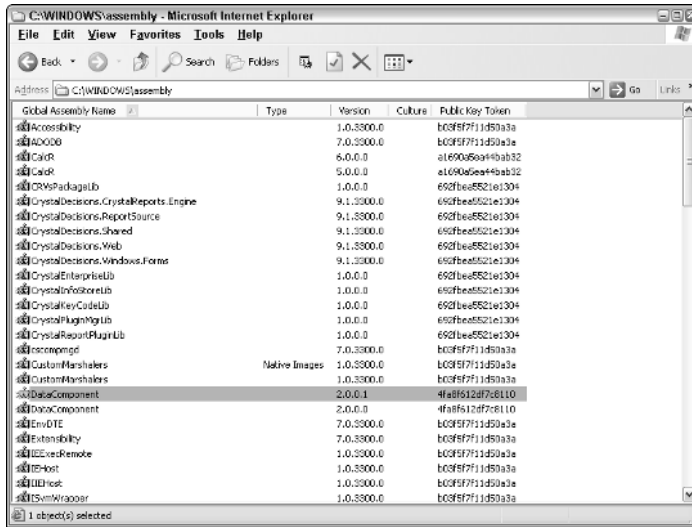 C:\WINDOWS\assembly - Microsoft Internet Explorer
File Edit View Favorites Tools Help
Back Search Folders
Address C:\WINDOWS\assembly Go Links
Global Assembly Name Type Version Culture Public Key Token
Accessibility 1.0.3300.0 b03f5f7f11d50a3a
ADODB 7.0.3300.0 b03f5f7f11d50a3a
CalcR 6.0.0.0 a1690a5ea44bab32
CalcR 5.0.0.0 a1690a5ea44bab32
CRVsPackageLib 1.0.0.0 692fbea5521e1304
CrystalDecisions.CrystalReports.Engine 9.1.3300.0 692fbea5521e1304
CrystalDecisions.ReportSource 9.1.3300.0 692fbea5521e1304
CrystalDecisions.Shared 9.1.3300.0 692fbea5521e1304
CrystalDecisions.Web 9.1.3300.0 692fbea5521e1304
CrystalDecisions.Windows.Forms 9.1.3300.0 692fbea5521e1304
CrystalEnterpriseLib 1.0.0.0 692fbea5521e1304
CrystalInfoStoreLib 1.0.0.0 692fbea5521e1304
CrystalKeyCodeLib 1.0.0.0 692fbea5521e1304
CrystalPluginMgrLib 1.0.0.0 692fbea5521e1304
CrystalReportPluginLib 1.0.0.0 692fbea5521e1304
cscompmgd 7.0.3300.0 b03f5f7f11d50a3a
CustomMarshalers Native Images 1.0.3300.0 b03f5f7f11d50a3a
CustomMarshalers 1.0.3300.0 b03f5f7f11d50a3a
DataComponent 2.0.0.1 4fa8f612df7c8110
DataComponent 2.0.0.0 4fa8f612df7c8110
EnvDTE 7.0.3300.0 b03f5f7f11d50a3a
Extensibility 7.0.3300.0 b03f5f7f11d50a3a
IEExecRemote 1.0.3300.0 b03f5f7f11d50a3a
IEHost 1.0.3300.0 b03f5f7f11d50a3a
IIEHost 1.0.3300.0 b03f5f7f11d50a3a
ISymWrapper 1.0.3300.0 b03f5f7f11d50a3a
1 object(s) selected